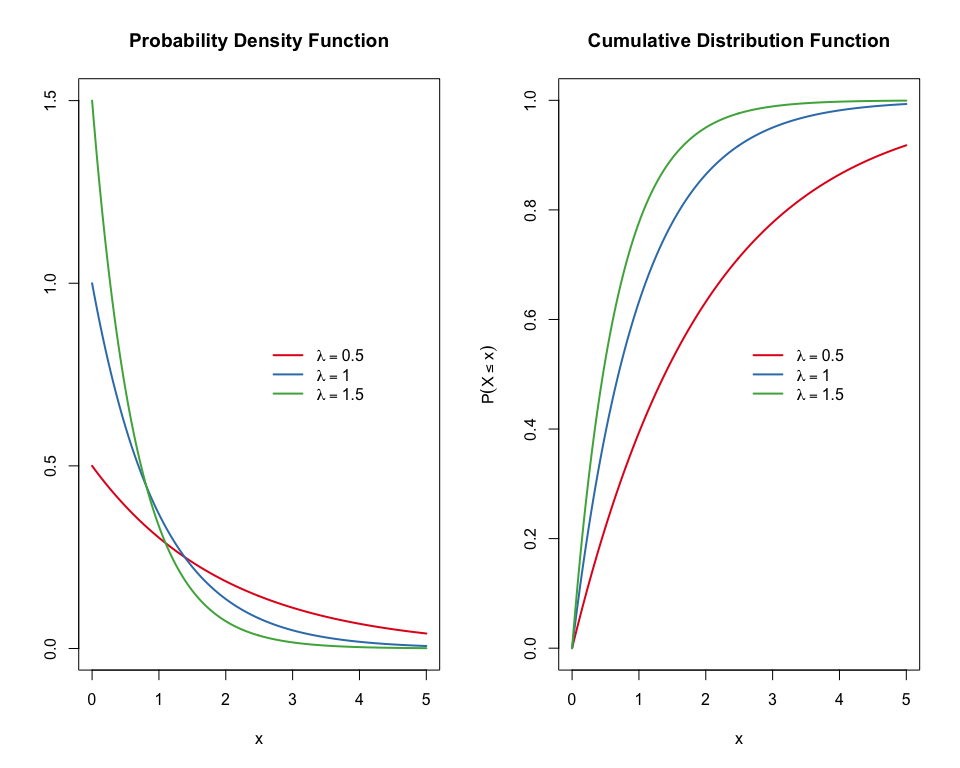 Probability Density Function
1.5
1.0
0.5
0.0
0 1 2 3 4 5
x
λ = 0.5
λ = 1
λ = 1.5
Cumulative Distribution Function
P(X ≤ x)
1.0
0.8
0.6
0.4
0.2
0.0
0 1 2 3 4 5
x
λ = 0.5
λ = 1
λ = 1.5